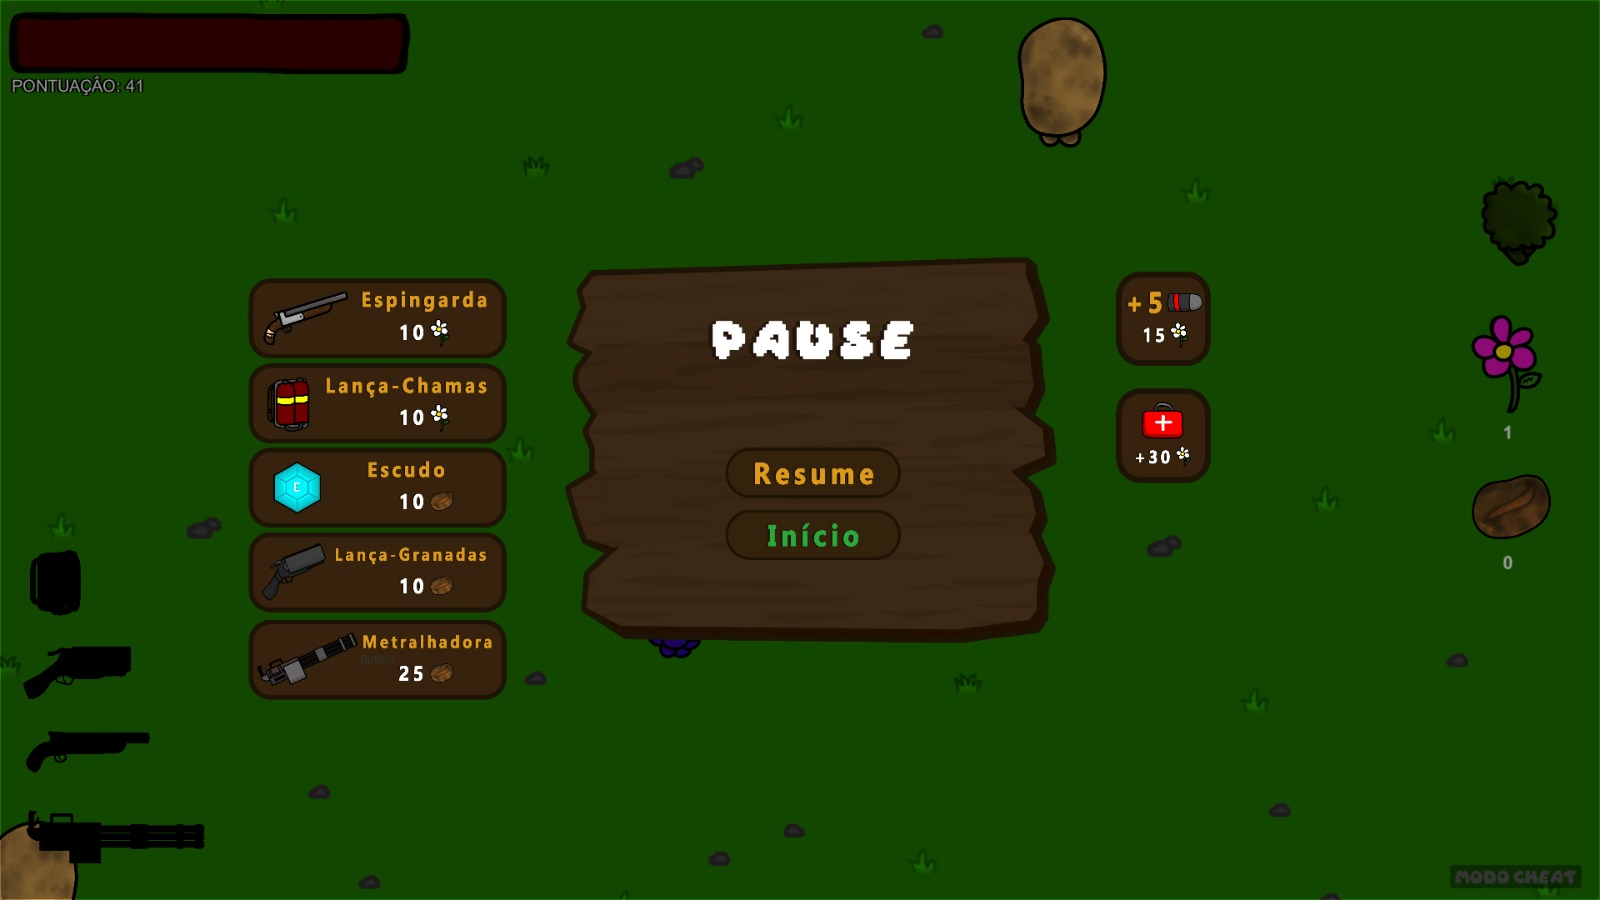 PONTUAÇÃO: 41
Espingarda
10
Lança-Chamas
10
Escudo
E
10
Lança-Granadas
10
Metralhadora
Button
25
PAUSE
Resume
Início
+5
15
+30
1
0
MODO CHEAT